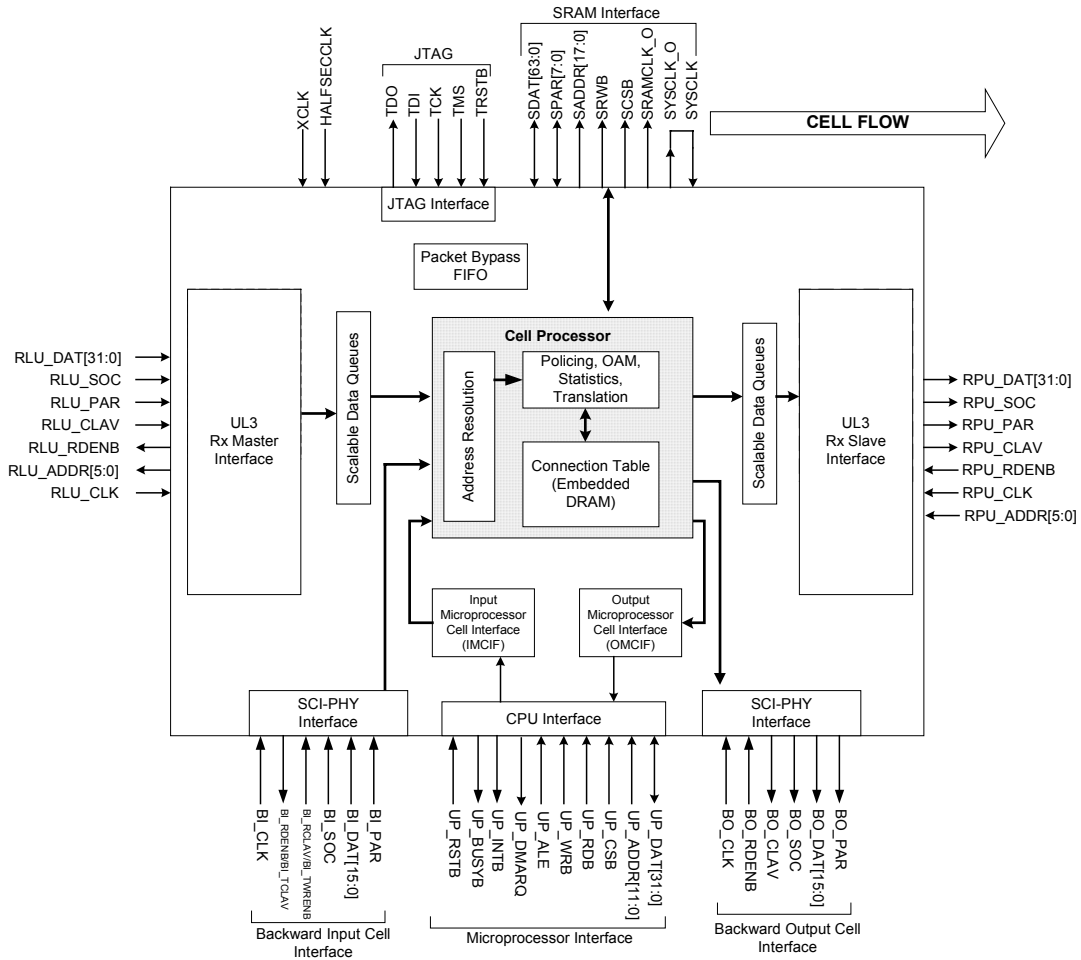 SRAM Interface
JTAG
XCLK
HALFSECCLK
TDO
TDI
TCK
TMS
TRSTB
SDAT[63:0]
SPAR[7:0]
SADDR[17:0]
SRWB
SCSB
SRAMCLK_O
SYSCLK_O
SYSCLK
CELL FLOW
JTAG Interface
Packet Bypass
FIFO
RLU_DAT[31:0]
RLU_SOC
RLU_PAR
RLU_CLAV
RLU_RDENB
RLU_ADDR[5:0]
RLU_CLK
UL3
Rx Master
Interface
Scalable Data Queues
Cell Processor
Address Resolution
Policing, OAM,
Statistics,
Translation
Connection Table
(Embedded
DRAM)
Scalable Data Queues
UL3
Rx Slave
Interface
RPU_DAT[31:0]
RPU_SOC
RPU_PAR
RPU_CLAV
RPU_RDENB
RPU_CLK
RPU_ADDR[5:0]
Input
Microprocessor
Cell Interface
(IMCIF)
Output
Microprocessor
Cell Interface
(OMCIF)
SCI-PHY
Interface
CPU Interface
SCI-PHY
Interface
BI_CLK
BI_RDENB/BI_TCLAV
BI_RCLAV/BI_TWRENB
BI_SOC
BI_DAT[15:0]
BI_PAR
UP_RSTB
UP_BUSYB
UP_INTB
UP_DMARQ
UP_ALE
UP_WRB
UP_RDB
UP_CSB
UP_ADDR[11:0]
UP_DAT[31:0]
BO_CLK
BO_RDENB
BO_CLAV
BO_SOC
BO_DAT[15:0]
BO_PAR
Backward Input Cell
Interface
Microprocessor Interface
Backward Output Cell
Interface